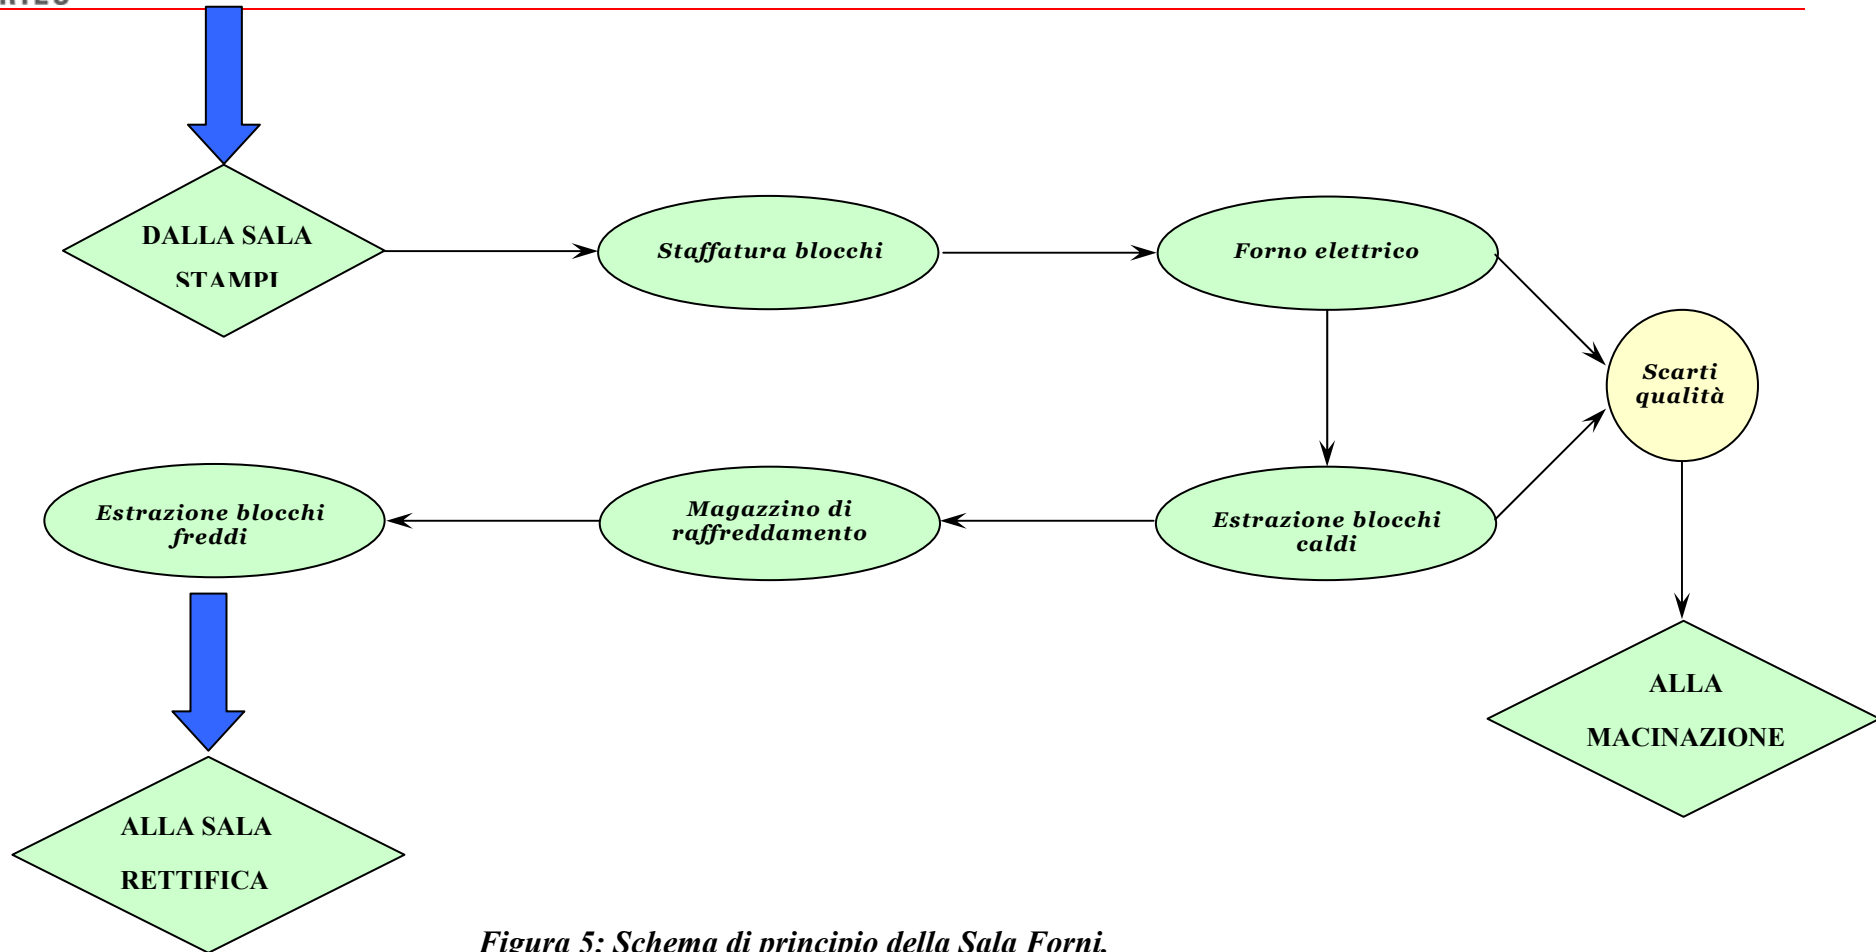 DALLA SALA
STAMPI
Staffatura blocchi
Forno elettrico
Scarti
qualità
Estrazione blocchi
freddi
Magazzino di
raffreddamento
Estrazione blocchi
caldi
ALLA
MACINAZIONE
ALLA SALA
RETTIFICA
Figura 5: Schema di principio della Sala Forni.